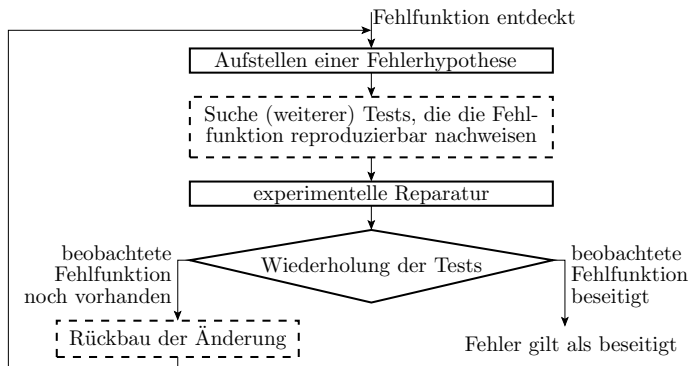 Fehlfunktion entdeckt
Aufstellen einer Fehlerhypothese
Suche (weiterer) Tests, die die Fehl-
funktion reproduzierbar nachweisen
experimentelle Reparatur
Wiederholung der Tests
beobachtete
Fehlfunktion
noch vorhanden
beobachtete
Fehlfunktion
beseitigt
Rückbau der Änderung
Fehler gilt als beseitigt